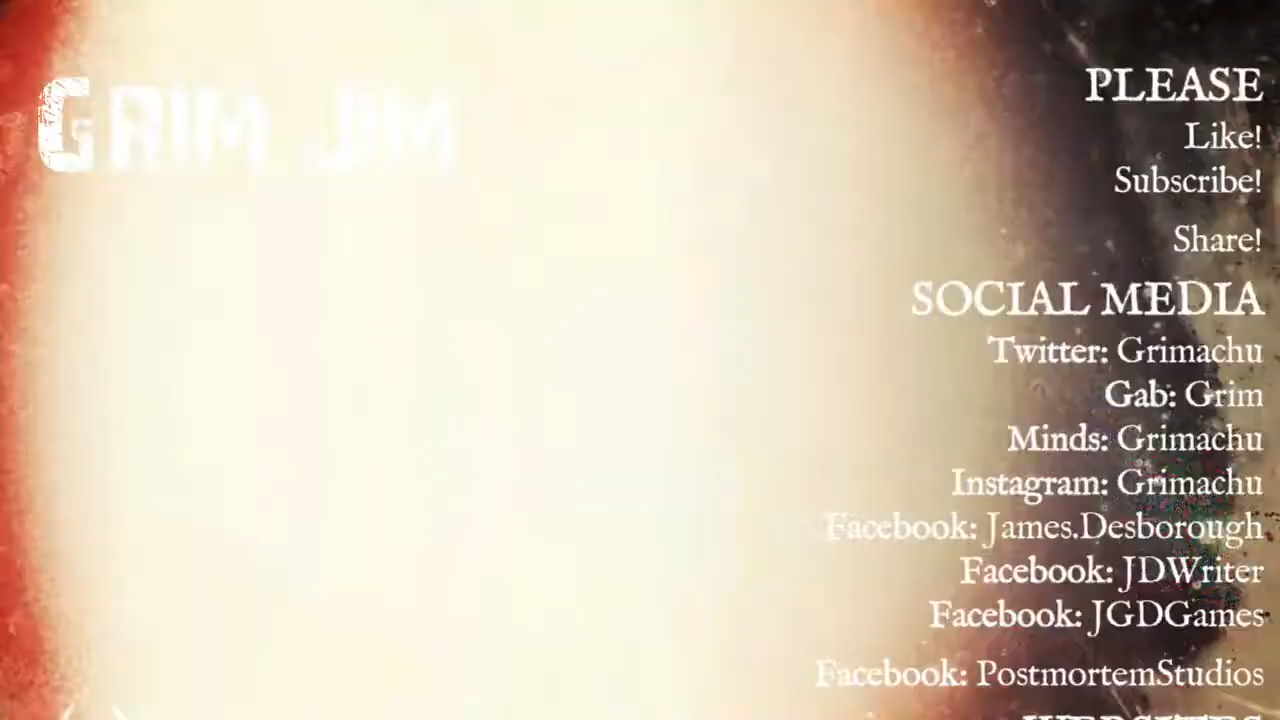 GRIM JIM
PLEASE
Like!
Subscribe!
Share!
SOCIAL MEDIA
Twitter: Grimachu
Gab: Grim
Minds: Grimachu
Instagram: Grimachu
Facebook: James.Desborough
Facebook: JDWriter
Facebook: JGDGames
Facebook: PostmortemStudios